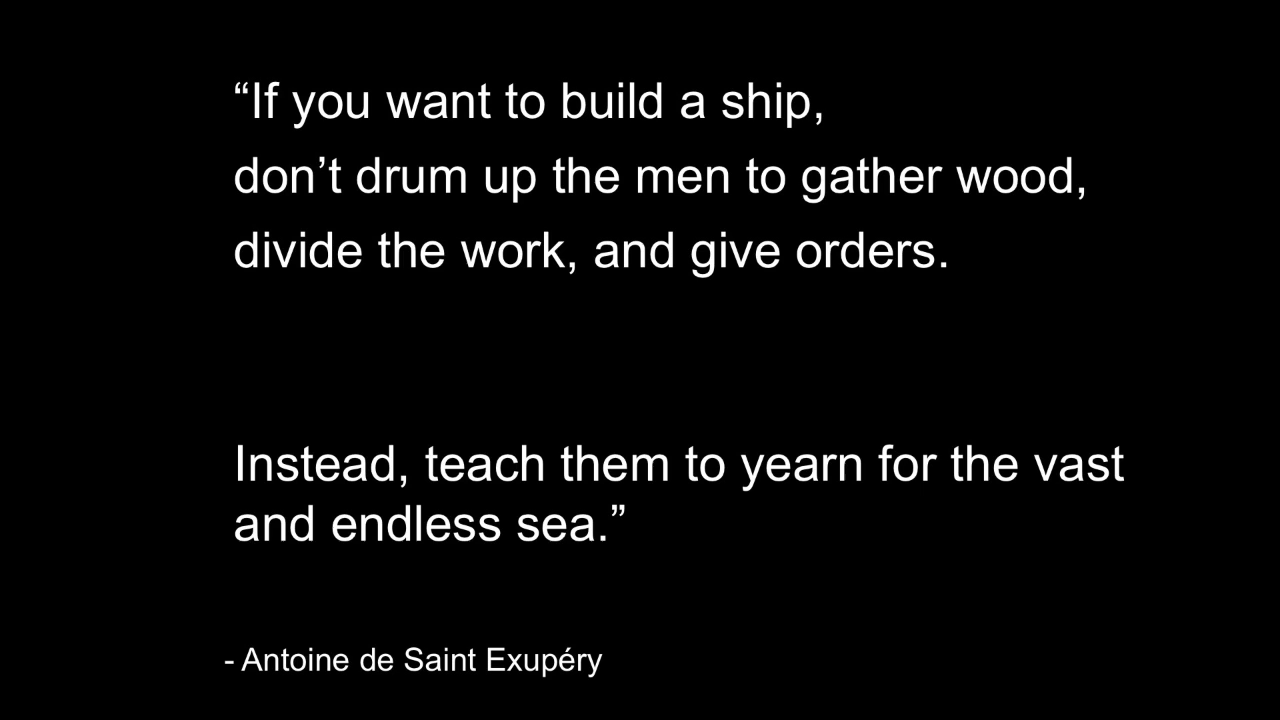 “If you want to build a ship,
don’t drum up the men to gather wood,
divide the work, and give orders.
Instead, teach them to yearn for the vast
and endless sea.”
- Antoine de Saint Exupéry